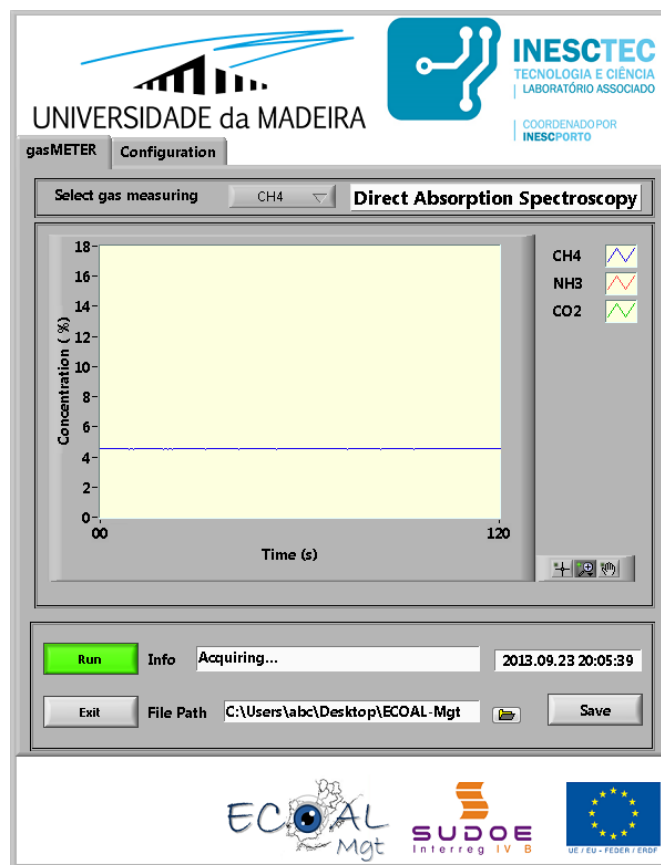 UNIVERSIDADE da MADEIRA
INESCTEC
TECNOLOGIA E CIÊNCIA
LABORATÓRIO ASSOCIADO
COORDENADO POR
INESCPORTO
gasMETER
Configuration
Select gas measuring
CH4
Direct Absorption Spectroscopy
18
16
14
12
10
8
6
4
2
0
Concentration ( %)
00
120
Time (s)
CH4
NH3
CO2
Run
Info
Acquiring...
2013.09.23 20:05:39
Exit
File Path
C:\Users\abc\Desktop\ECOAL-Mgt
Save
ECOAL
Mgt
SUDOE
Interreg IV B
UE / EU - FEDER / ERDF